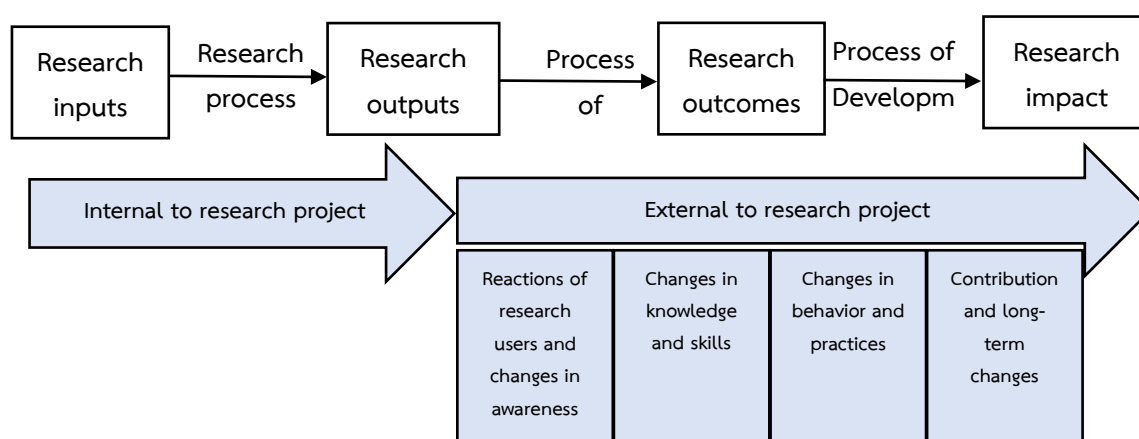 Research
inputs
Research
process
Research
outputs
Process
of
Research
outcomes
Process of
Developm
Research
impact
Internal to research project
External to research project
Reactions of
research
users and
changes in
awareness
Changes in
knowledge
and skills
Changes in
behavior and
practices
Contribution
and long-
term
changes